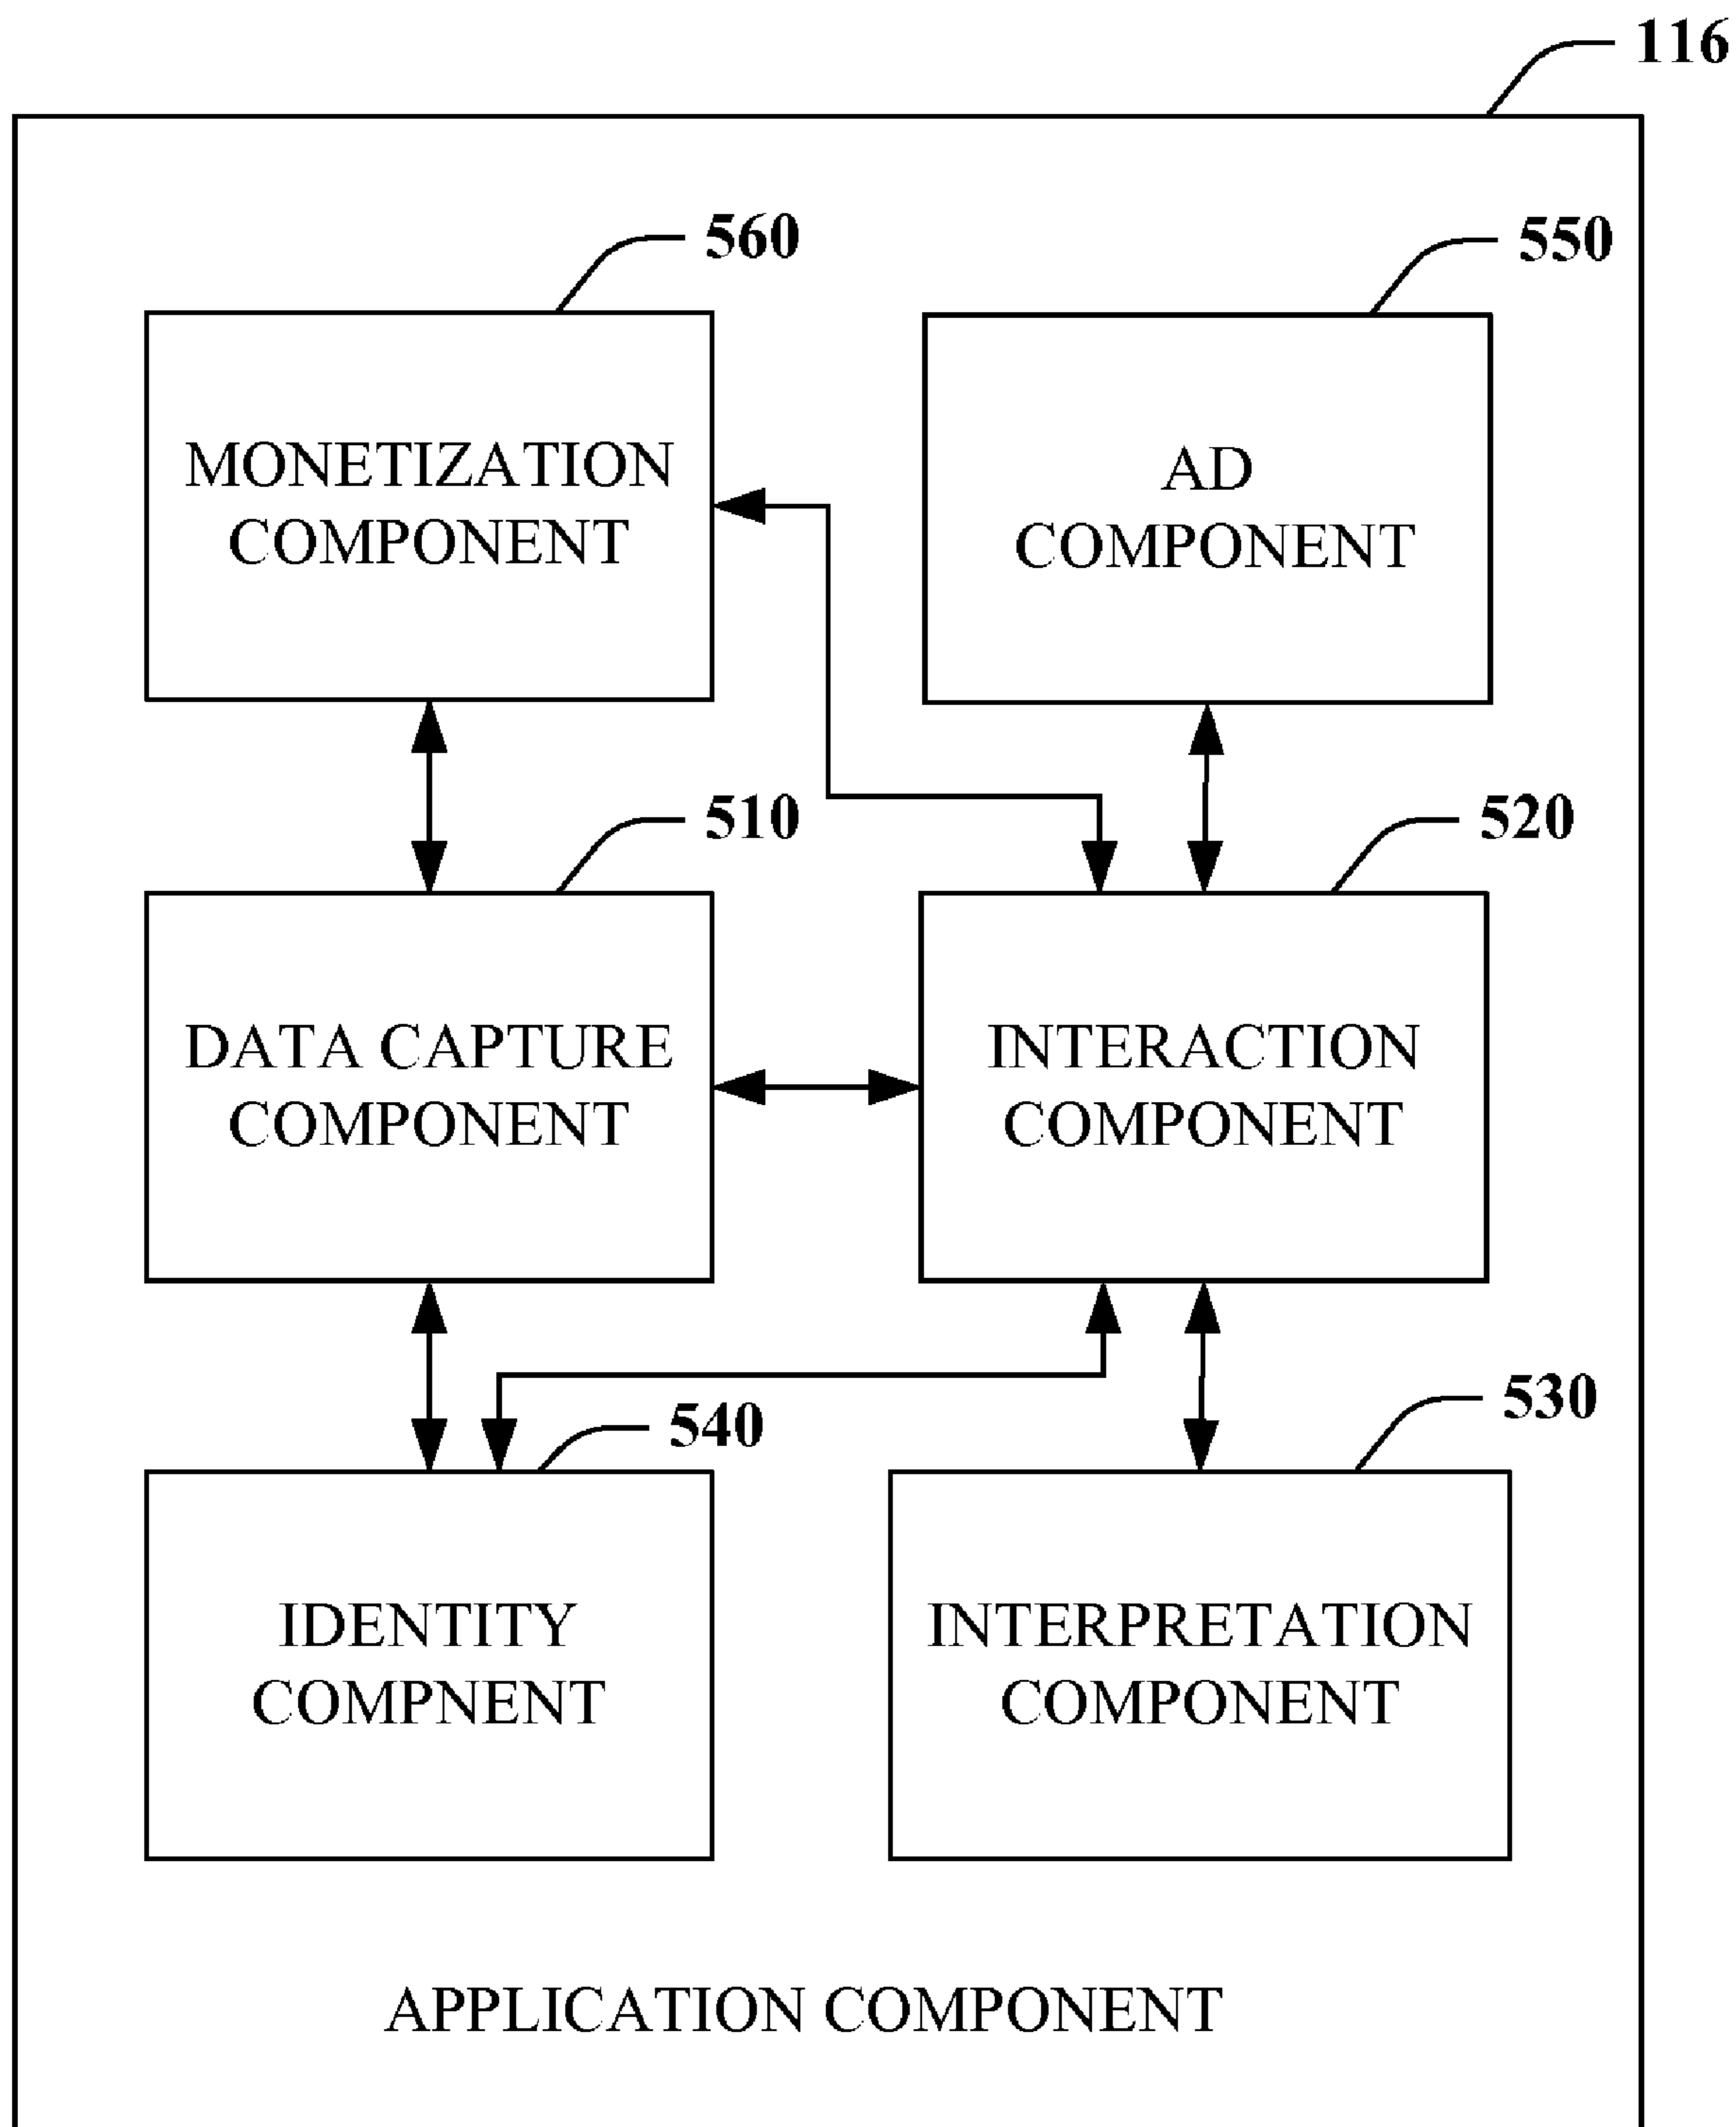 116
560
550
MONETIZATION
COMPONENT
AD
COMPONENT
510
520
DATA CAPTURE
COMPONENT
INTERACTION
COMPONENT
540
530
IDENTITY
COMPNENT
INTERPRETATION
COMPONENT
APPLICATION COMPONENT